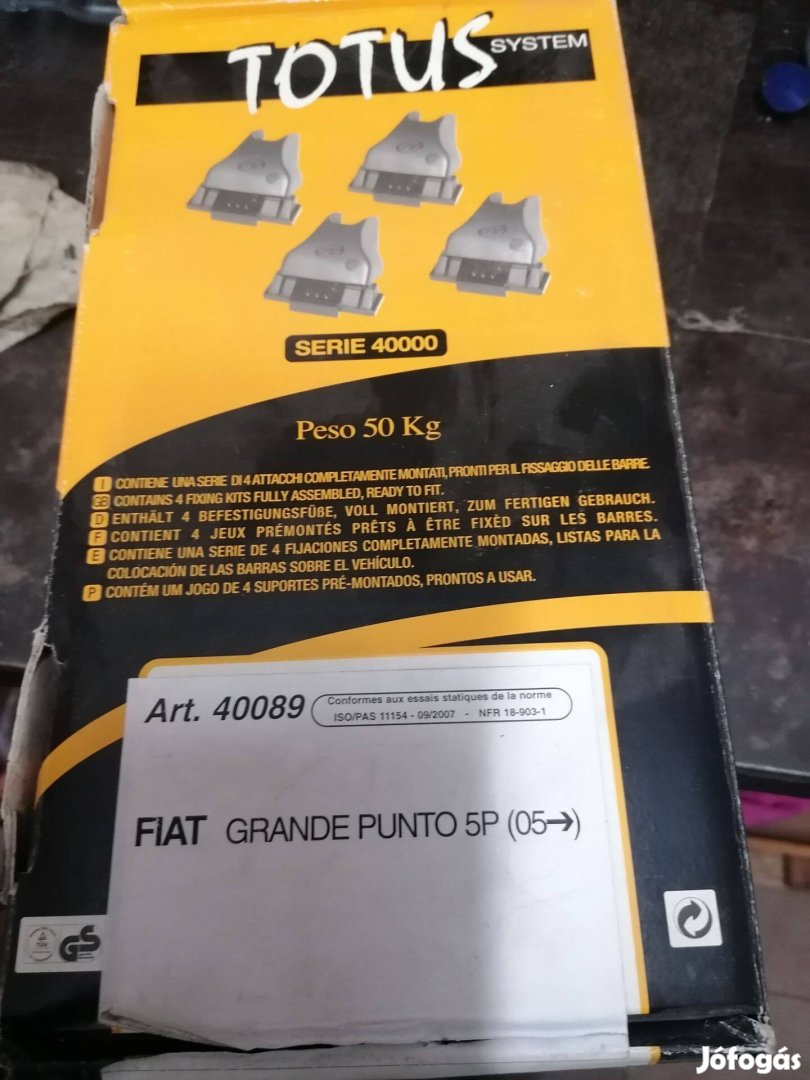 TOTUS SYSTEM
SERIE 40000
Peso 50 Kg
I CONTIENE UNA SERIE DI 4 ATTACCHI COMPLETAMENTE MONTATI, PRONTI PER IL FISSAGGIO DELLE BARRE.
GB CONTAINS 4 FIXING KITS FULLY ASSEMBLED, READY TO FIT.
D ENTHÄLT 4 BEFESTIGUNGSFÜßE, VOLL MONTIERT, ZUM FERTIGEN GEBRAUCH.
F CONTIENT 4 JEUX PRÉMONTÉS PRÊTS À ÊTRE FIXÈD SUR LES BARRES.
E CONTIENE UNA SERIE DE 4 FIJACIONES COMPLETAMENTE MONTADAS, LISTAS PARA LA
COLOCACIÓN DE LAS BARRAS SOBRE EL VEHÍCULO.
P CONTÉM UM JOGO DE 4 SUPORTES PRÉ-MONTADOS, PRONTOS A USAR.
Art. 40089
Conformes aux essais statiques de la norme
ISO/PAS 11154 - 09/2007 - NFR 18-903-1
FIAT GRANDE PUNTO 5P (05→)
GS
Jófogás